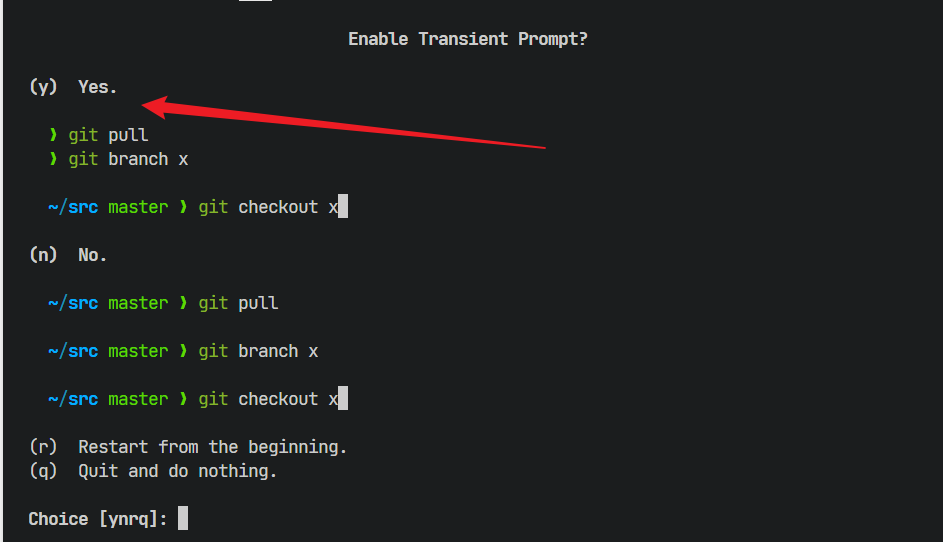 Enable Transient Prompt?
(y) Yes.
❯ git pull
❯ git branch x
~/src master ❯ git checkout x
(n) No.
~/src master ❯ git pull
~/src master ❯ git branch x
~/src master ❯ git checkout x
(r) Restart from the beginning.
(q) Quit and do nothing.
Choice [ynrq]: